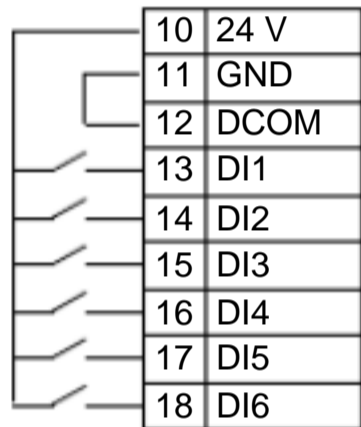 10 24 V
11 GND
12 DCOM
13 DI1
14 DI2
15 DI3
16 DI4
17 DI5
18 DI6